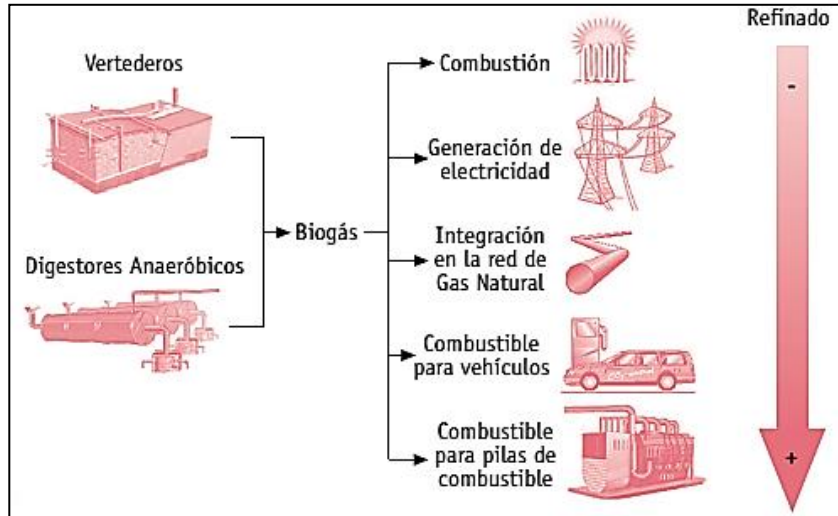 Refinado
Vertederos
Combustión
-
Generación de
electricidad
Biogás
Integración
en la red de
Gas Natural
Digestores Anaeróbicos
Combustible
para vehículos
Combustible
para pilas de
combustible
+